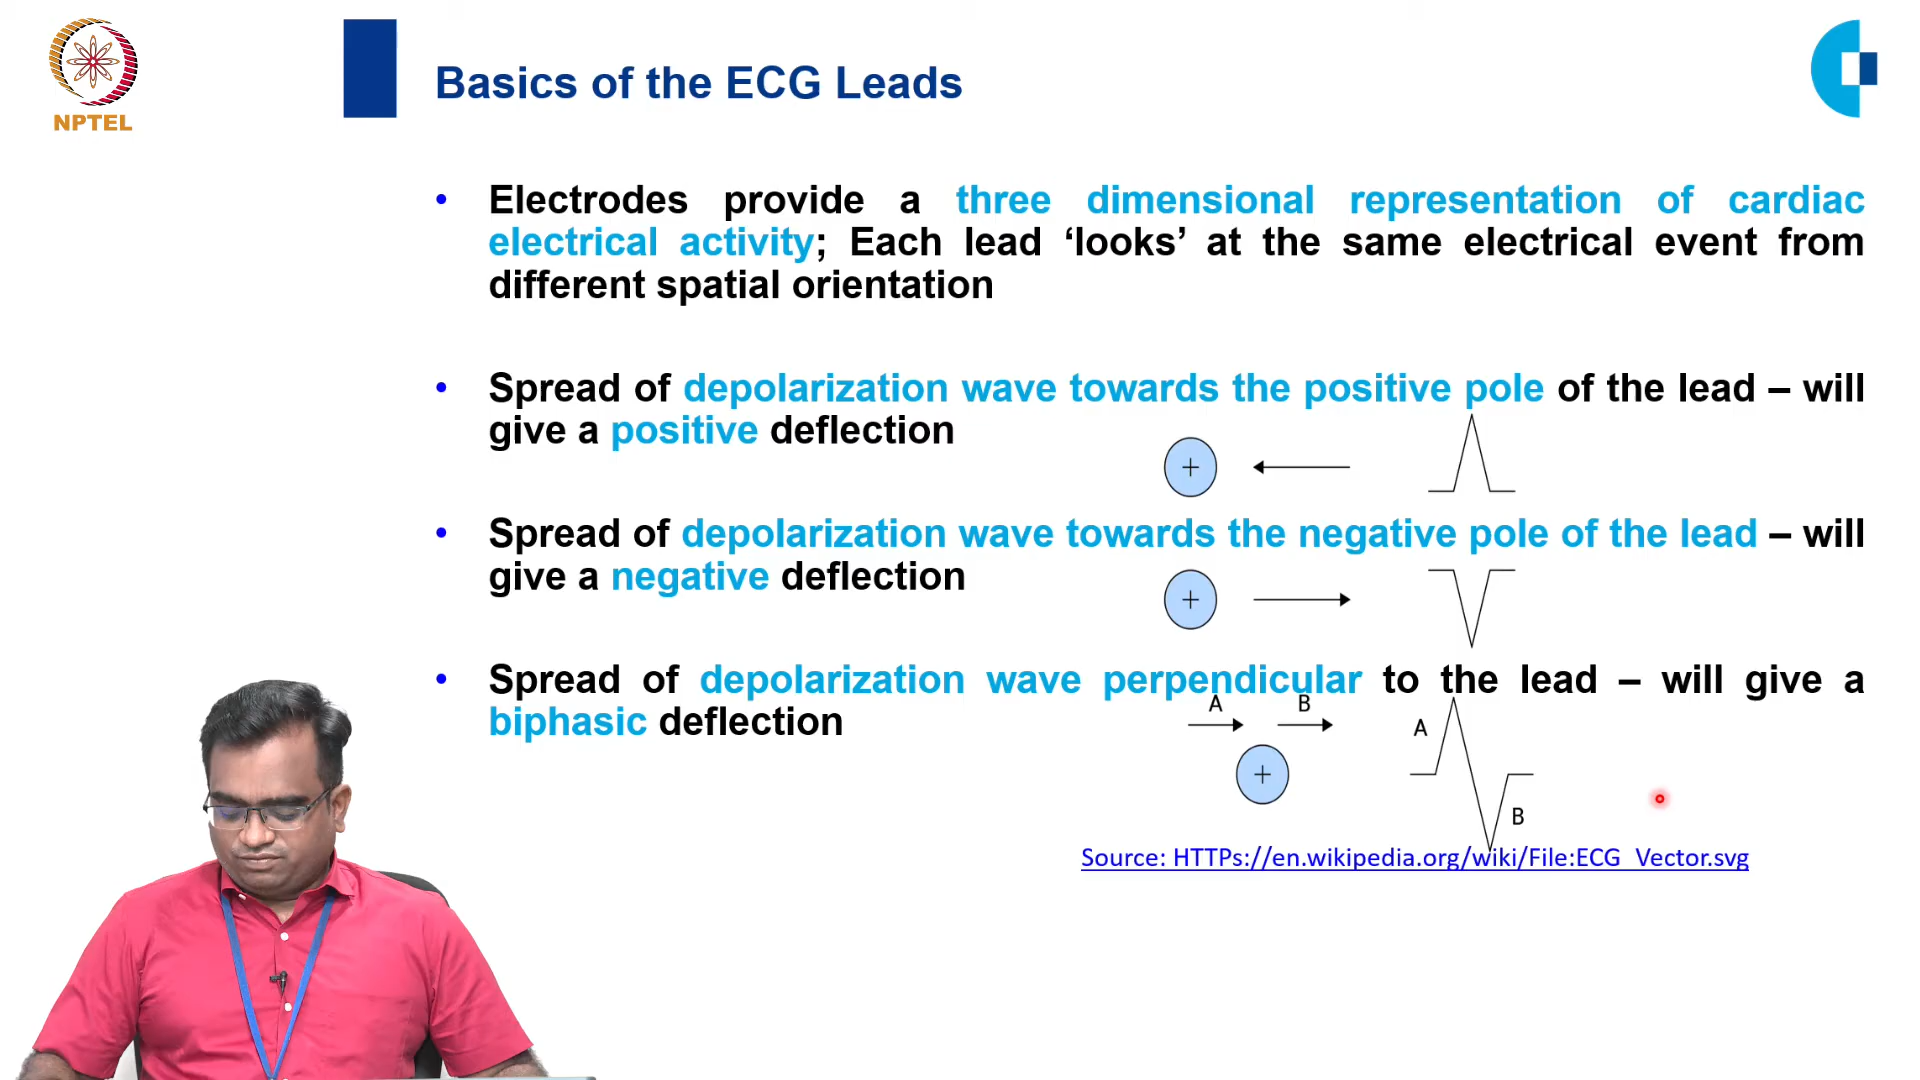 NPTEL
Basics of the ECG Leads
• Electrodes provide a three dimensional representation of cardiac
electrical activity; Each lead ‘looks’ at the same electrical event from
different spatial orientation
• Spread of depolarization wave towards the positive pole of the lead – will
give a positive deflection
+
• Spread of depolarization wave towards the negative pole of the lead – will
give a negative deflection
+
• Spread of depolarization wave perpendicular to the lead – will give a
biphasic deflection
A B
A
+
B
Source: HTTPs://en.wikipedia.org/wiki/File:ECG_Vector.svg